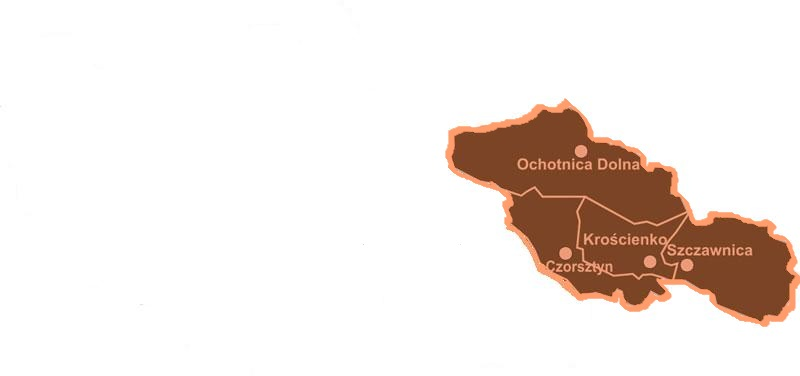 Ochotnica Dolna
Krościenko
Szczawnica
Czorsztyn